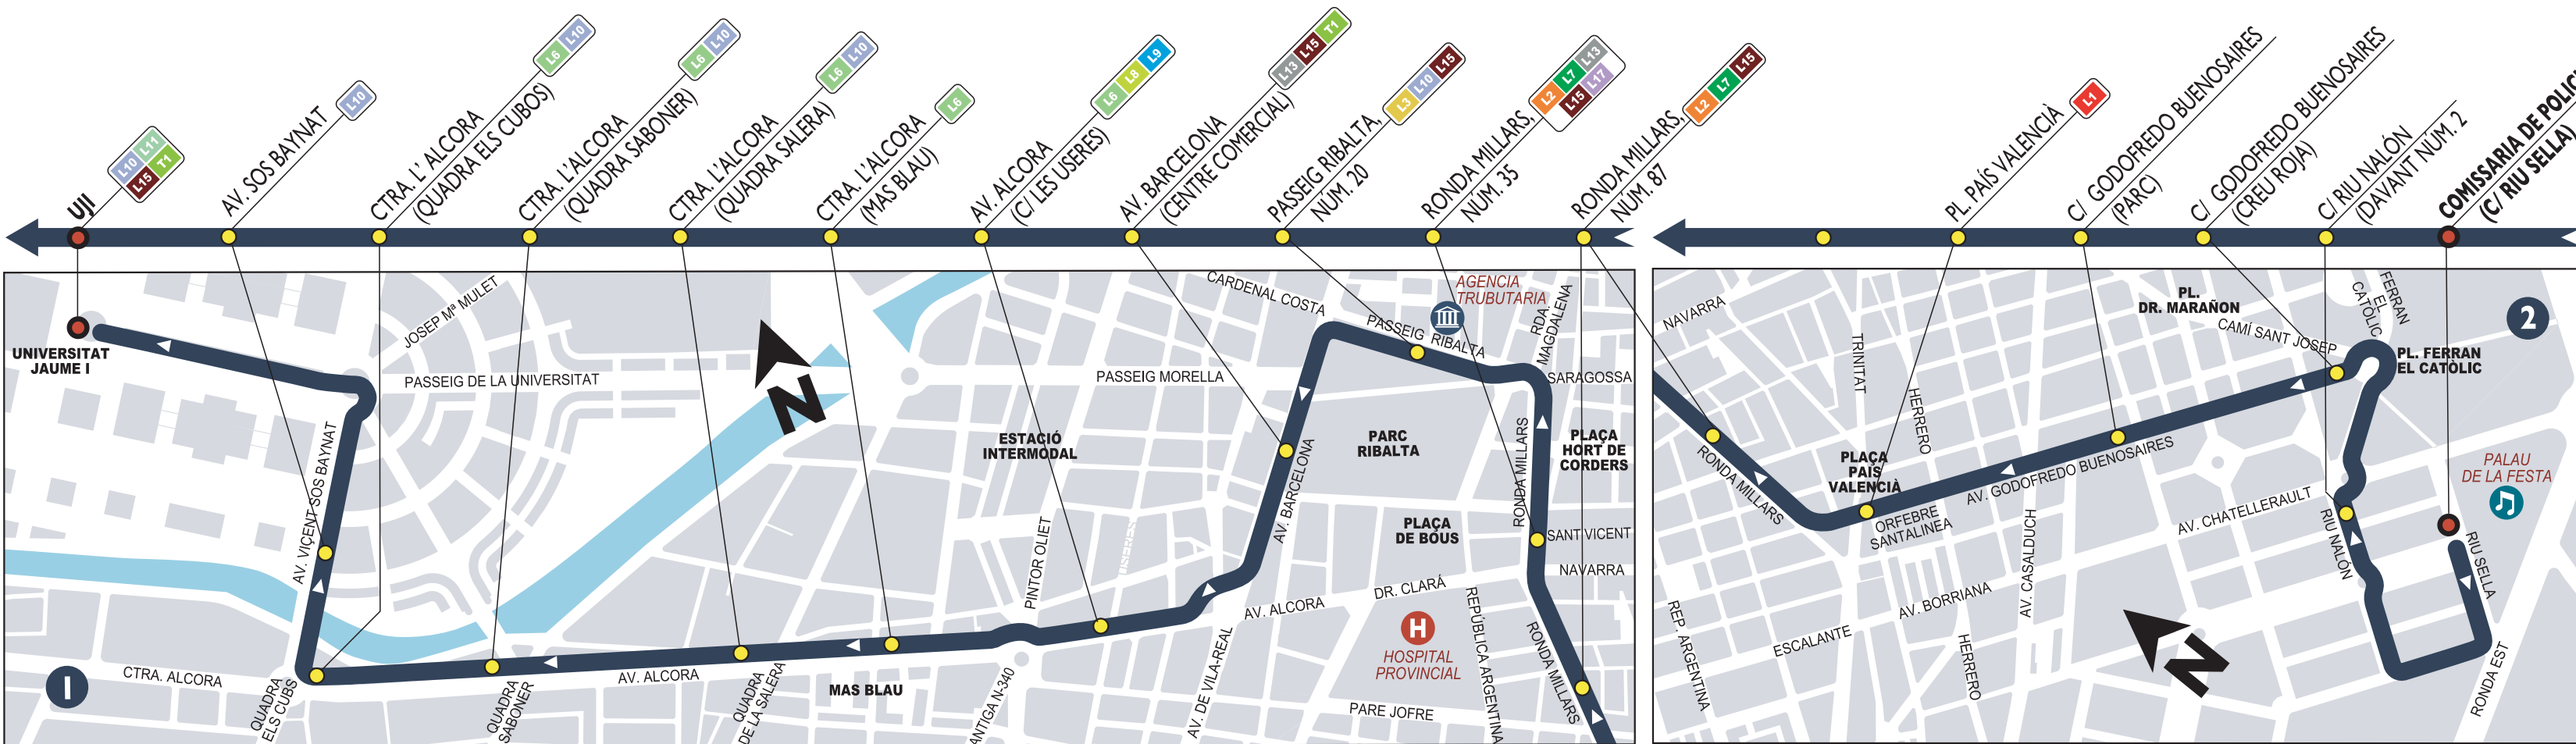 UJI
L10
L11
L15
T1
AV. SOS BAYNAT
L10
CTRA. L' ALCORA
(QUADRA ELS CUBOS)
L6
L10
CTRA. L'ALCORA
(QUADRA SABONER)
L6
L10
CTRA. L'ALCORA
(QUADRA SALERA)
L6
L10
CTRA. L'ALCORA
(MAS BLAU)
L6
AV. ALCORA
(C/ LES USERES)
L6
L8
L9
AV. BARCELONA
(CENTRE COMERCIAL)
L13
L15
T1
PASSEIG RIBALTA,
NÚM. 20
L3
L10
L15
RONDA MILLARS,
NÚM. 35
L2
L7
L13
L15
L17
RONDA MILLARS,
NÚM. 87
L2
L7
L15
PL. PAÍS VALENCIÀ
L1
C/ GODOFREDO BUENOSAIRES
(PARC)
C/ GODOFREDO BUENOSAIRES
(CREU ROJA)
C/ RIU NALÓN
(DAVANT NÚM. 2
COMISSARIA DE POLICI
(C/ RIU SELLA)
UNIVERSITAT
JAUME I
JOSEP Mª MULET
PASSEIG DE LA UNIVERSITAT
AV. VIÇENT SOS BAYNAT
1
CTRA. ALCORA
QUADRA
ELS CUBS
QUADRA
SABONER
AV. ALCORA
QUADRA
DE LA SALERA
MAS BLAU
N
ESTACIÓ
INTERMODAL
PINTOR OLIET
USERES
ANTIGA N-340
PASSEIG MORELLA
CARDENAL COSTA
PASSEIG RIBALTA
AGENCIA
TRUBUTARIA
RDA.
MAGDALENA
SARAGOSSA
AV. BARCELONA
PARC
RIBALTA
RONDA MILLARS
PLAÇA
HORT DE
CORDERS
PLAÇA
DE BOUS
SANT VICENT
NAVARRA
AV. ALCORA
DR. CLARÁ
AV. DE VILA-REAL
H
HOSPITAL
PROVINCIAL
REPÚBLICA ARGENTINA
RONDA MILLARS
PARE JOFRE
NAVARRA
TRINITAT
HERRERO
PL.
DR. MARAÑON
CAMÍ SANT JOSEP
FERRAN
EL
CATÒLIC
PL. FERRAN
EL CATÒLIC
2
PLAÇA
PAIS
VALENCIÀ
RONDA MILLARS
ORFEBRE
SANTALINEA
AV. GODOFREDO BUENOSAIRES
AV. CHATELLERAULT
AV. CASALDUCH
AV. BORRIANA
ESCALANTE
HERRERO
REP. ARGENTINA
N
RIU NALÓN
RIU SELLA
PALAU
DE LA FESTA
RONDA EST